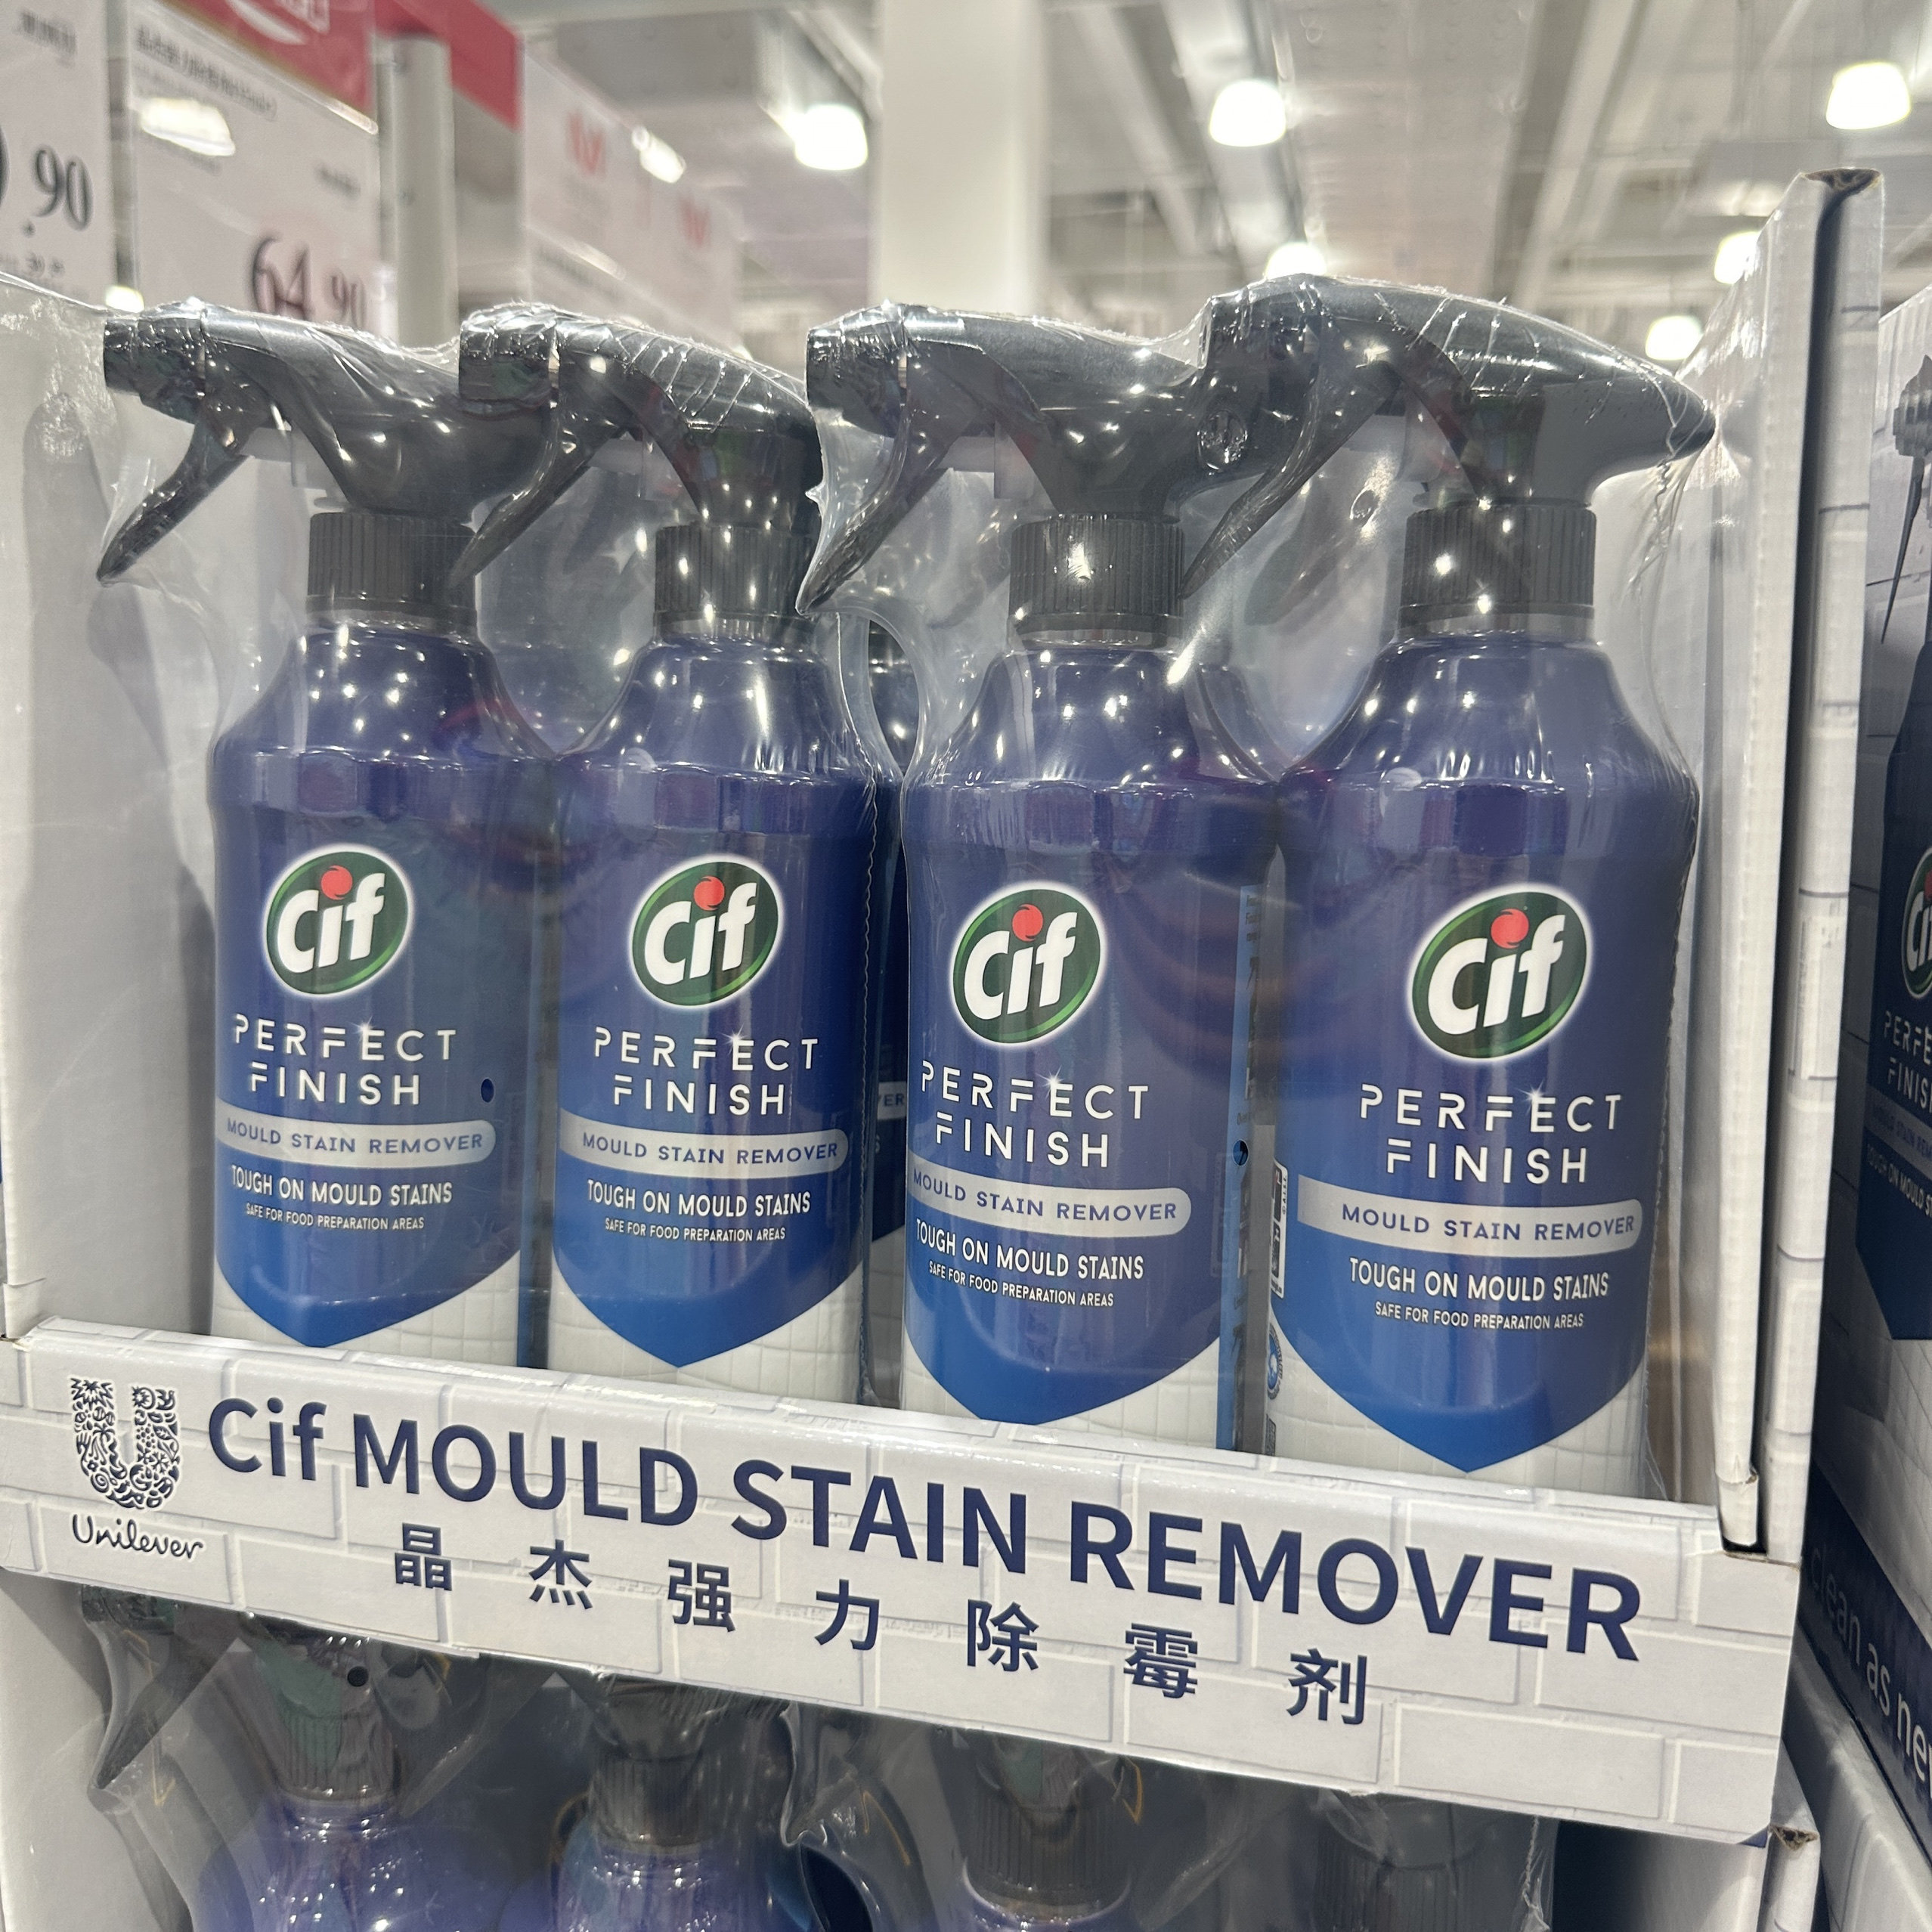 .90
64.90
Cif
PERFECT
FINISH
MOULD STAIN REMOVER
TOUGH ON MOULD STAINS
SAFE FOR FOOD PREPARATION AREAS
Cif
PERFECT
FINISH
MOULD STAIN REMOVER
TOUGH ON MOULD STAINS
SAFE FOR FOOD PREPARATION AREAS
Cif
PERFECT
FINISH
MOULD STAIN REMOVER
TOUGH ON MOULD STAINS
SAFE FOR FOOD PREPARATION AREAS
Cif
PERFECT
FINISH
MOULD STAIN REMOVER
TOUGH ON MOULD STAINS
SAFE FOR FOOD PREPARATION AREAS
Unilever
Cif MOULD STAIN REMOVER
晶杰强力除霉剂
clean as new